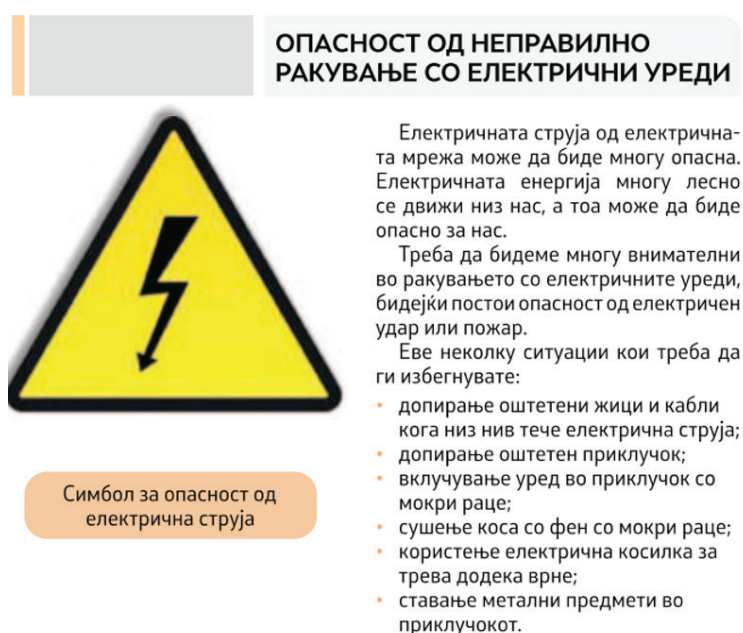 ОПАСНОСТ ОД НЕПРАВИЛНО
РАКУВАЊЕ СО ЕЛЕКТРИЧНИ УРЕДИ
Електричната струја од електрична-
та мрежа може да биде многу опасна.
Електричната енергија многу лесно
се движи низ нас, а тоа може да биде
опасно за нас.
Треба да бидеме многу внимателни
во ракувањето со електричните уреди,
бидејќи постои опасност од електричен
удар или пожар.
Еве неколку ситуации кои треба да
ги избегнувате:
• допирање оштетени жици и кабли
кога низ нив тече електрична струја;
• допирање оштетен приклучок;
• вклучување уред во приклучок со
мокри раце;
• сушење коса со фен со мокри раце;
• користење електрична косилка за
трева додека врне;
• ставање метални предмети во
приклучокот.
Симбол за опасност од
електрична струја